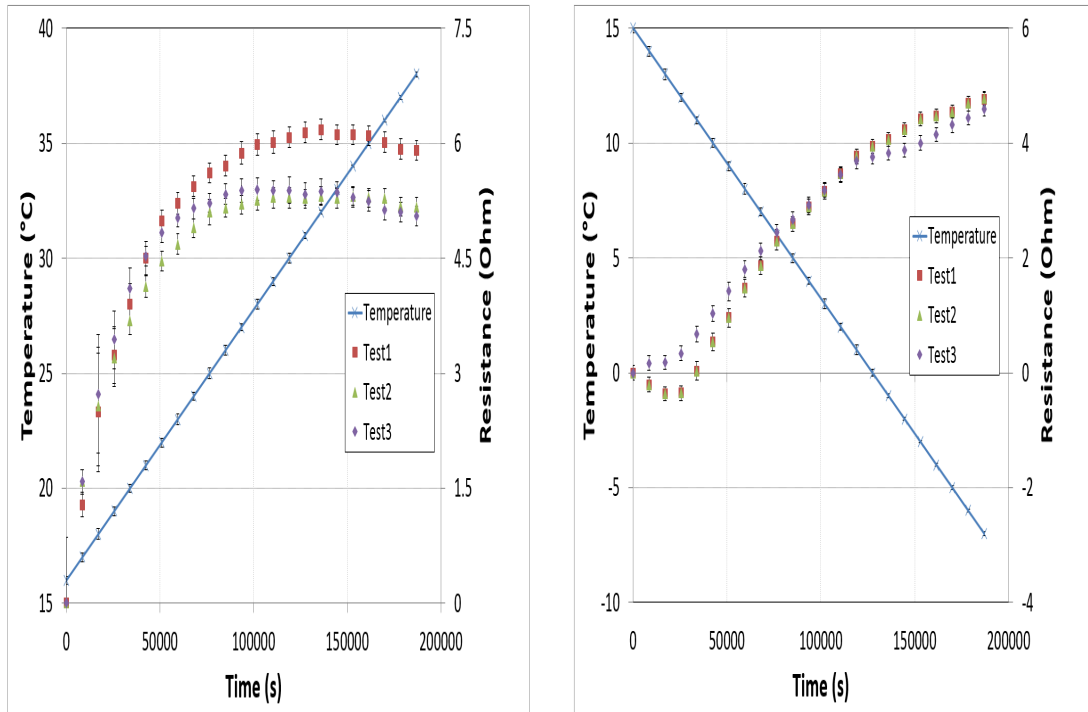 40
35
30
25
20
15
Temperature (°C)
7.5
6
4.5
3
1.5
0
Resistance (Ohm)
Temperature
Test1
Test2
Test3
0 50000 100000 150000 200000
Time (s)
15
10
5
0
-5
-10
Temperature (°C)
6
4
2
0
-2
-4
Resistance (Ohm)
Temperature
Test1
Test2
Test3
0 50000 100000 150000 200000
Time (s)